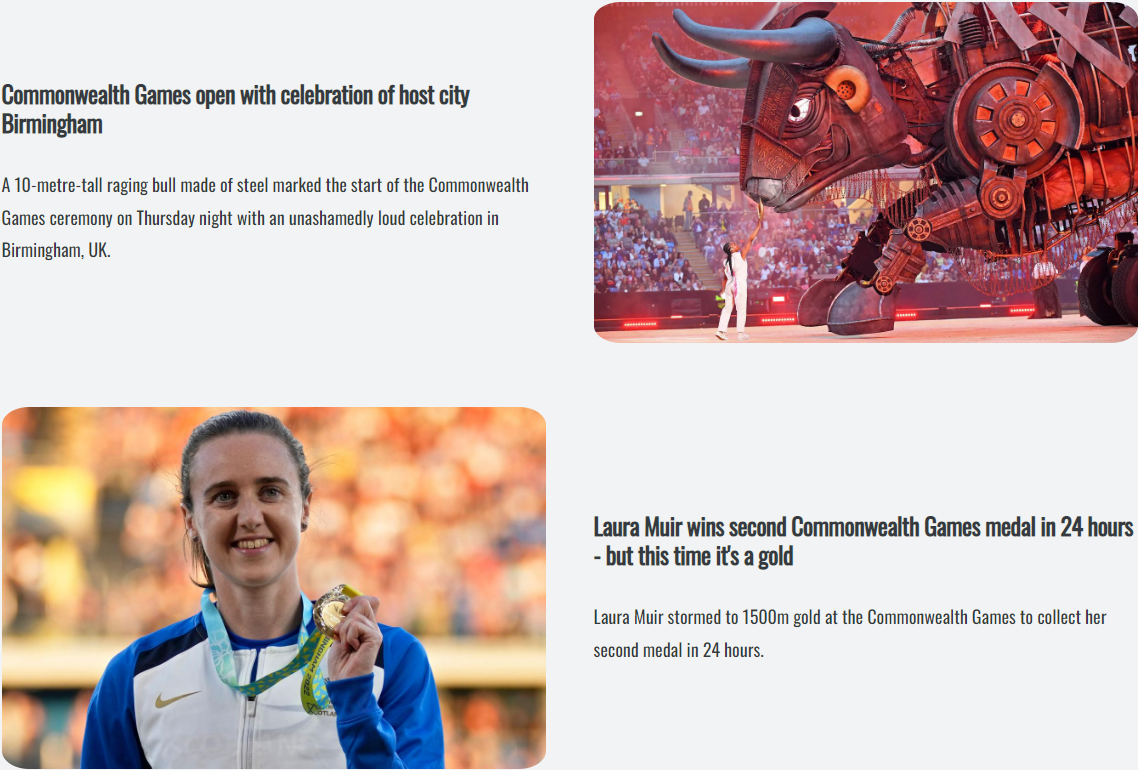 Commonwealth Games open with celebration of host city
Birmingham
A 10-metre-tall raging bull made of steel marked the start of the Commonwealth
Games ceremony on Thursday night with an unashamedly loud celebration in
Birmingham, UK.
Laura Muir wins second Commonwealth Games medal in 24 hours
- but this time it's a gold
Laura Muir stormed to 1500m gold at the Commonwealth Games to collect her
second medal in 24 hours.